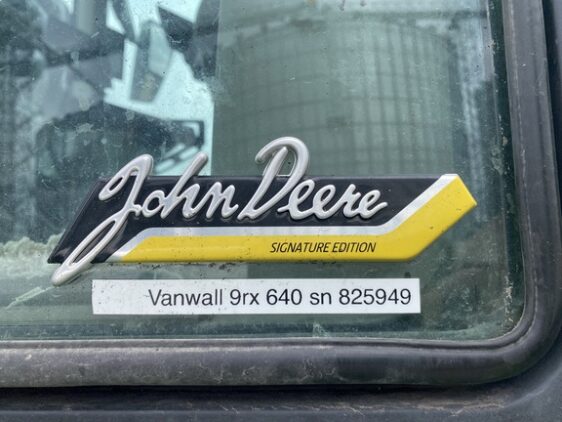 John Deere
SIGNATURE EDITION
Vanwall 9rx 640 sn 825949